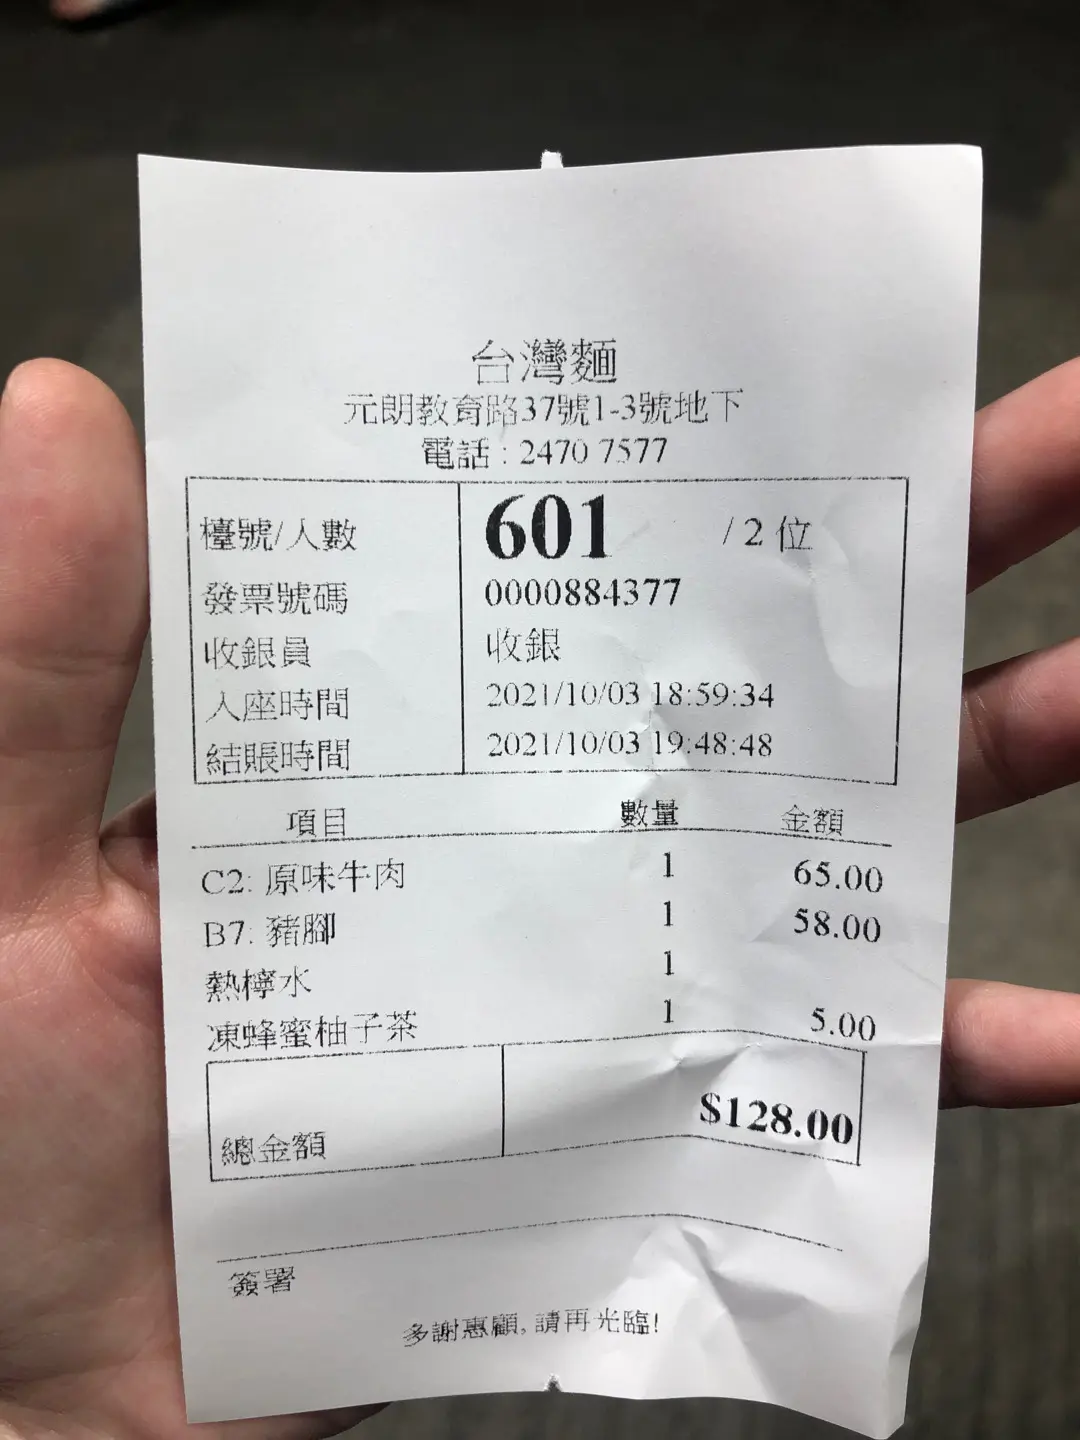 台灣麵
元朗教育路37號1-3號地下
電話 : 2470 7577
檯號/人數 601 / 2 位
發票號碼 0000884377
收銀員 收銀
入座時間 2021/10/03 18:59:34
結賬時間 2021/10/03 19:48:48
項目 數量 金額
C2: 原味牛肉 1 65.00
B7: 豬腳 1 58.00
熱檸水 1
凍蜂蜜柚子茶 1 5.00
總金額 $128.00
簽署
多謝惠顧, 請再光臨!